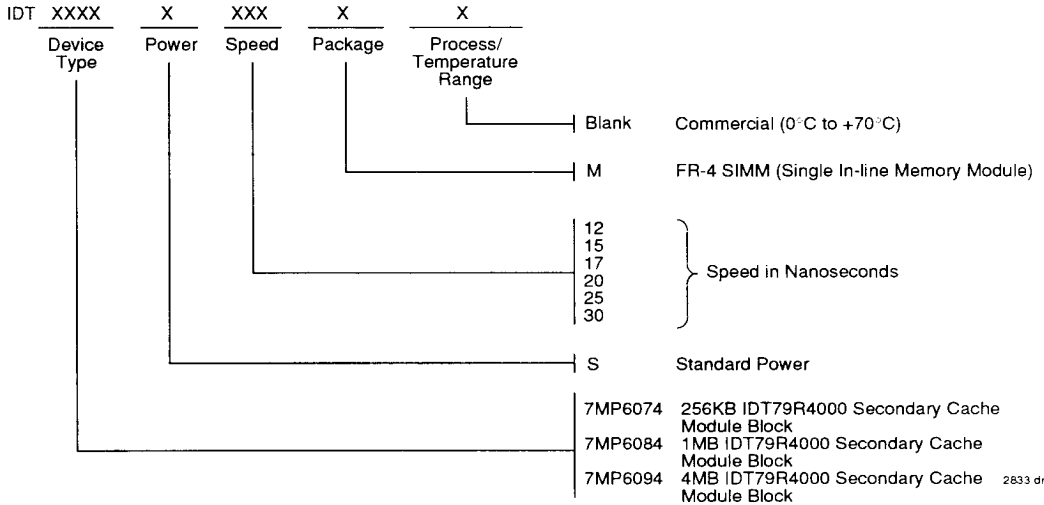 IDT XXXX X XXX X X
Device Type Power Speed Package Process/ Temperature Range
Blank Commercial (0°C to +70°C)
M FR-4 SIMM (Single In-line Memory Module)
12
15
17
20
25
30
Speed in Nanoseconds
S Standard Power
7MP6074 256KB IDT79R4000 Secondary Cache
Module Block
7MP6084 1MB IDT79R4000 Secondary Cache
Module Block
7MP6094 4MB IDT79R4000 Secondary Cache 2833 dr
Module Block